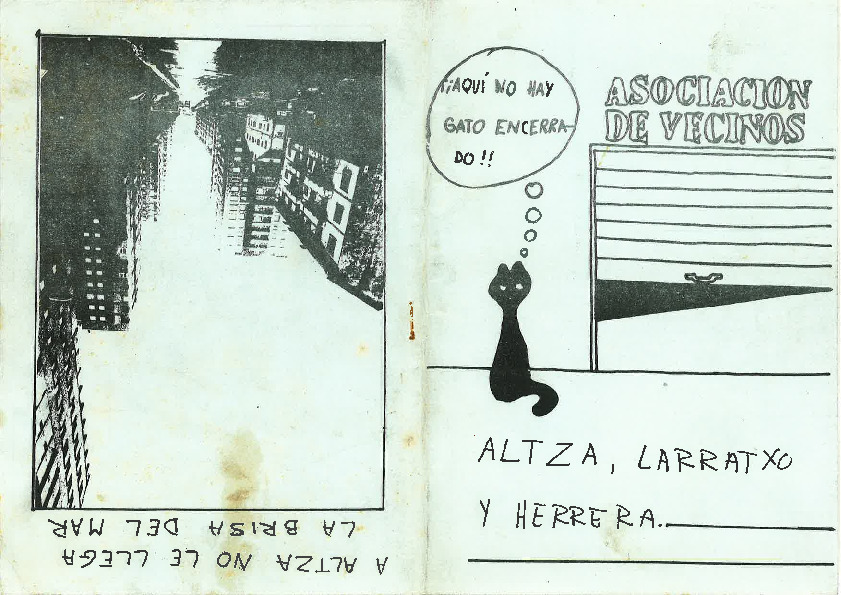 A ALTZA NO LE LLEGA
LA BRISA DEL MAR
¡¡AQUÍ NO HAY
GATO ENCERRA-
DO !!
ASOCIACION
DE VECINOS
ALTZA, LARRATXO
Y HERRERA.